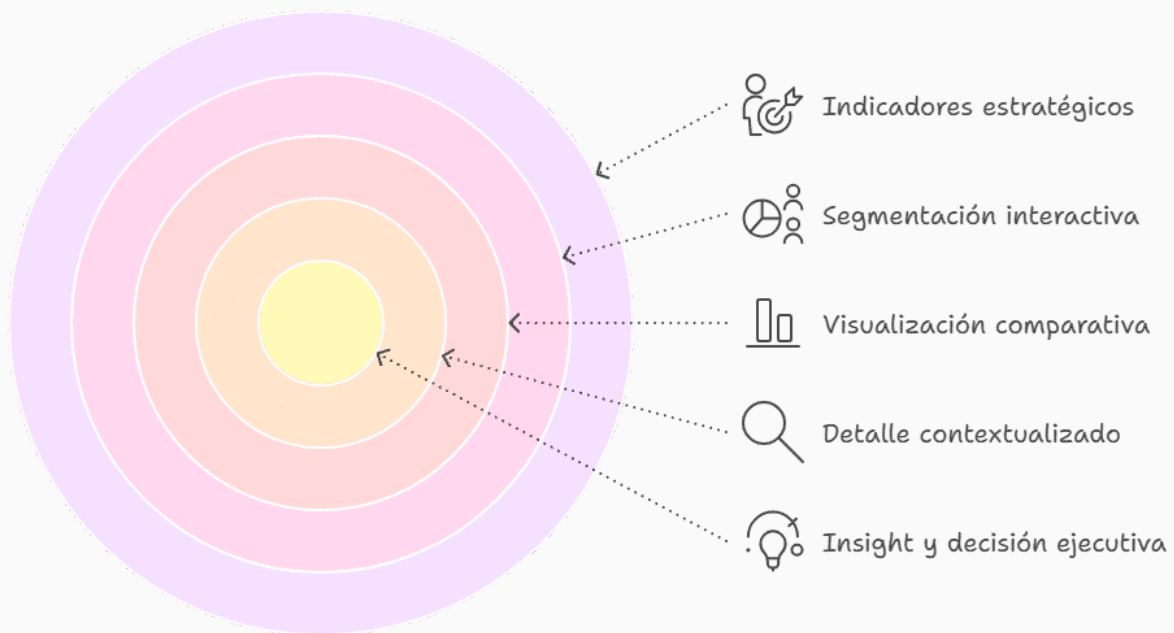 Indicadores estratégicos
Segmentación interactiva
Visualización comparativa
Detalle contextualizado
Insight y decisión ejecutiva